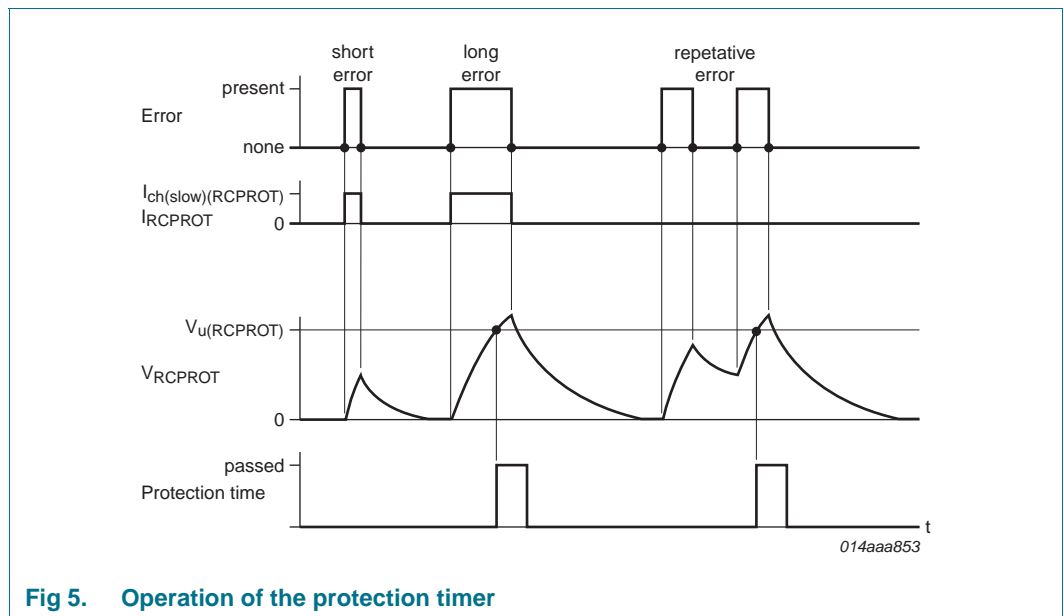 short error
long error
repetative error
present
Error
none
Ich(slow)(RCPROT)
IRCPROT
0
Vu(RCPROT)
VRCPROT
0
passed
Protection time
t
014aaa853
Fig 5. Operation of the protection timer